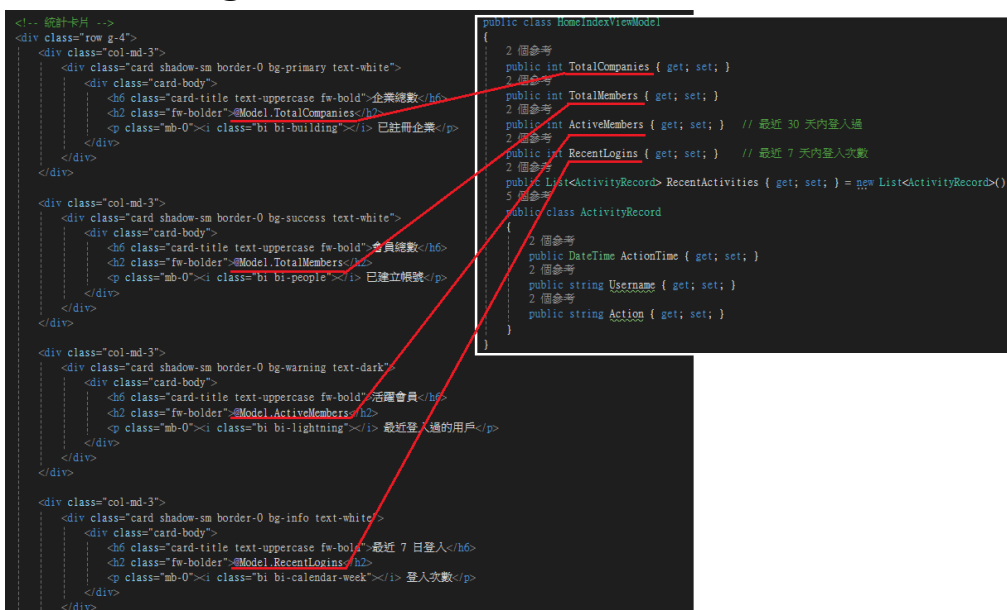 <!-- 統計卡片 -->
<div class="row g-4">
<div class="col-md-3">
<div class="card shadow-sm border-0 bg-primary text-white">
<div class="card-body">
<h6 class="card-title text-uppercase fw-bold">企業總數</h6>
<h2 class="fw-bolder">@Model.TotalCompanies</h2>
<p class="mb-0"><i class="bi bi-building"></i> 已註冊企業</p>
</div>
</div>
</div>
<div class="col-md-3">
<div class="card shadow-sm border-0 bg-success text-white">
<div class="card-body">
<h6 class="card-title text-uppercase fw-bold">會員總數</h6>
<h2 class="fw-bolder">@Model.TotalMembers</h2>
<p class="mb-0"><i class="bi bi-people"></i> 已建立帳號</p>
</div>
</div>
</div>
<div class="col-md-3">
<div class="card shadow-sm border-0 bg-warning text-dark">
<div class="card-body">
<h6 class="card-title text-uppercase fw-bold">活躍會員</h6>
<h2 class="fw-bolder">@Model.ActiveMembers</h2>
<p class="mb-0"><i class="bi bi-lightning"></i> 最近登入過的用戶</p>
</div>
</div>
</div>
<div class="col-md-3">
<div class="card shadow-sm border-0 bg-info text-white">
<div class="card-body">
<h6 class="card-title text-uppercase fw-bold">最近 7 日登入</h6>
<h2 class="fw-bolder">@Model.RecentLogins</h2>
<p class="mb-0"><i class="bi bi-calendar-week"></i> 登入次數</p>
</div>
</div>
public class HomeIndexViewModel
{
2 個參考
public int TotalCompanies { get; set; }
2 個參考
public int TotalMembers { get; set; }
2 個參考
public int ActiveMembers { get; set; } // 最近 30 天內登入過
2 個參考
public int RecentLogins { get; set; } // 最近 7 天內登入次數
2 個參考
public List<ActivityRecord> RecentActivities { get; set; } = new List<ActivityRecord>()
5 個參考
public class ActivityRecord
{
2 個參考
public DateTime ActionTime { get; set; }
2 個參考
public string Username { get; set; }
2 個參考
public string Action { get; set; }
}
}